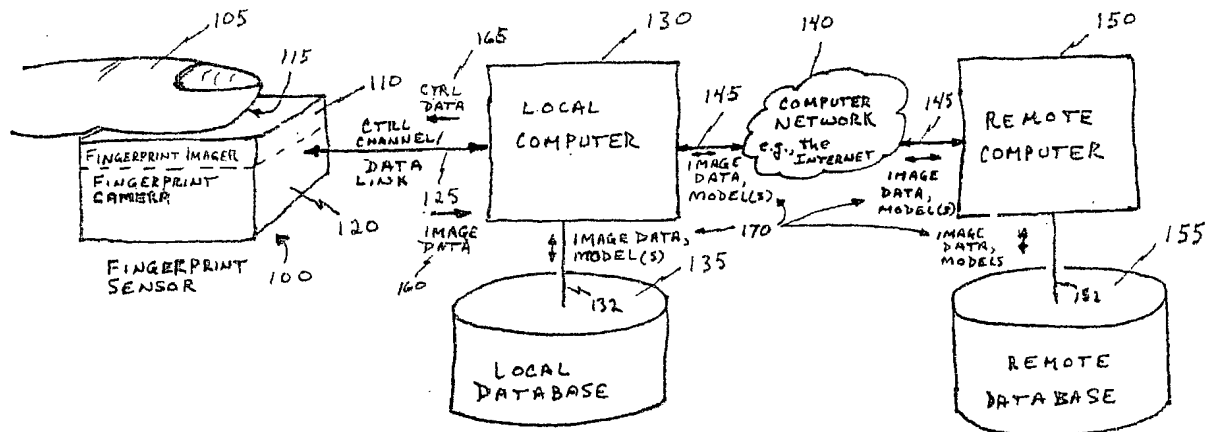 105
115
110
FINGERPRINT IMAGER
FINGERPRINT
CAMERA
120
100
FINGERPRINT
SENSOR
165
CTRL
DATA
CTRL
CHANNEL/
DATA
LINK
125
IMAGE
DATA
160
130
LOCAL
COMPUTER
IMAGE DATA,
MODEL(S)
132
135
LOCAL
DATABASE
145
IMAGE
DATA,
MODEL(S)
140
COMPUTER
NETWORK
e.g., the
INTERNET
145
IMAGE
DATA,
MODEL(S)
170
150
REMOTE
COMPUTER
IMAGE
DATA,
MODELS
152
155
REMOTE
DATABASE